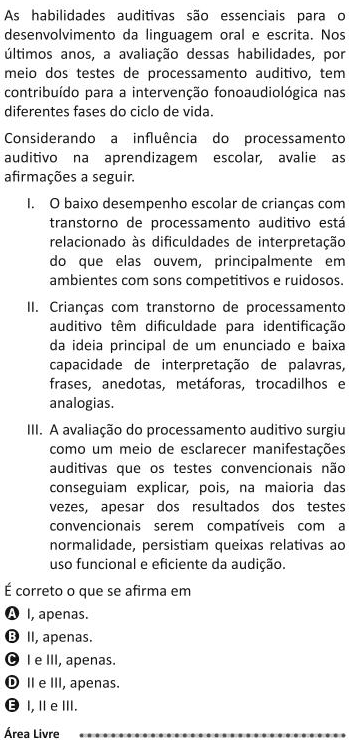 As habilidades auditivas são essenciais para o
desenvolvimento da linguagem oral e escrita. Nos
últimos anos, a avaliação dessas habilidades, por
meio dos testes de processamento auditivo, tem
contribuído para a intervenção fonoaudiológica nas
diferentes fases do ciclo de vida.
Considerando a influência do processamento
auditivo na aprendizagem escolar, avalie as
afirmações a seguir.
I. O baixo desempenho escolar de crianças com
transtorno de processamento auditivo está
relacionado às dificuldades de interpretação
do que elas ouvem, principalmente em
ambientes com sons competitivos e ruidosos.
II. Crianças com transtorno de processamento
auditivo têm dificuldade para identificação
da ideia principal de um enunciado e baixa
capacidade de interpretação de palavras,
frases, anedotas, metáforas, trocadilhos e
analogias.
III. A avaliação do processamento auditivo surgiu
como um meio de esclarecer manifestações
auditivas que os testes convencionais não
conseguiam explicar, pois, na maioria das
vezes, apesar dos resultados dos testes
convencionais serem compatíveis com a
normalidade, persistiam queixas relativas ao
uso funcional e eficiente da audição.
É correto o que se afirma em
A I, apenas.
B II, apenas.
C I e III, apenas.
D II e III, apenas.
E I, II e III.
Área Livre